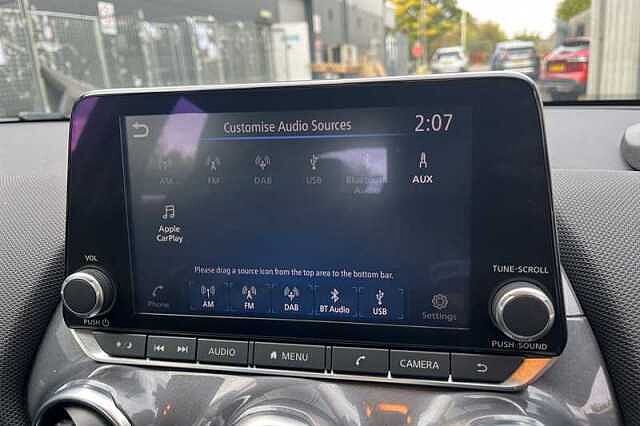 Customise Audio Sources
2:07
AM
FM
DAB
USB
Bluetooth
Audio
AUX
Apple
CarPlay
Please drag a source icon from the top area to the bottom bar.
Phone
AM
FM
DAB
BT Audio
USB
Settings
VOL
PUSH
TUNE·SCROLL
PUSH·SOUND
AUDIO
MENU
CAMERA